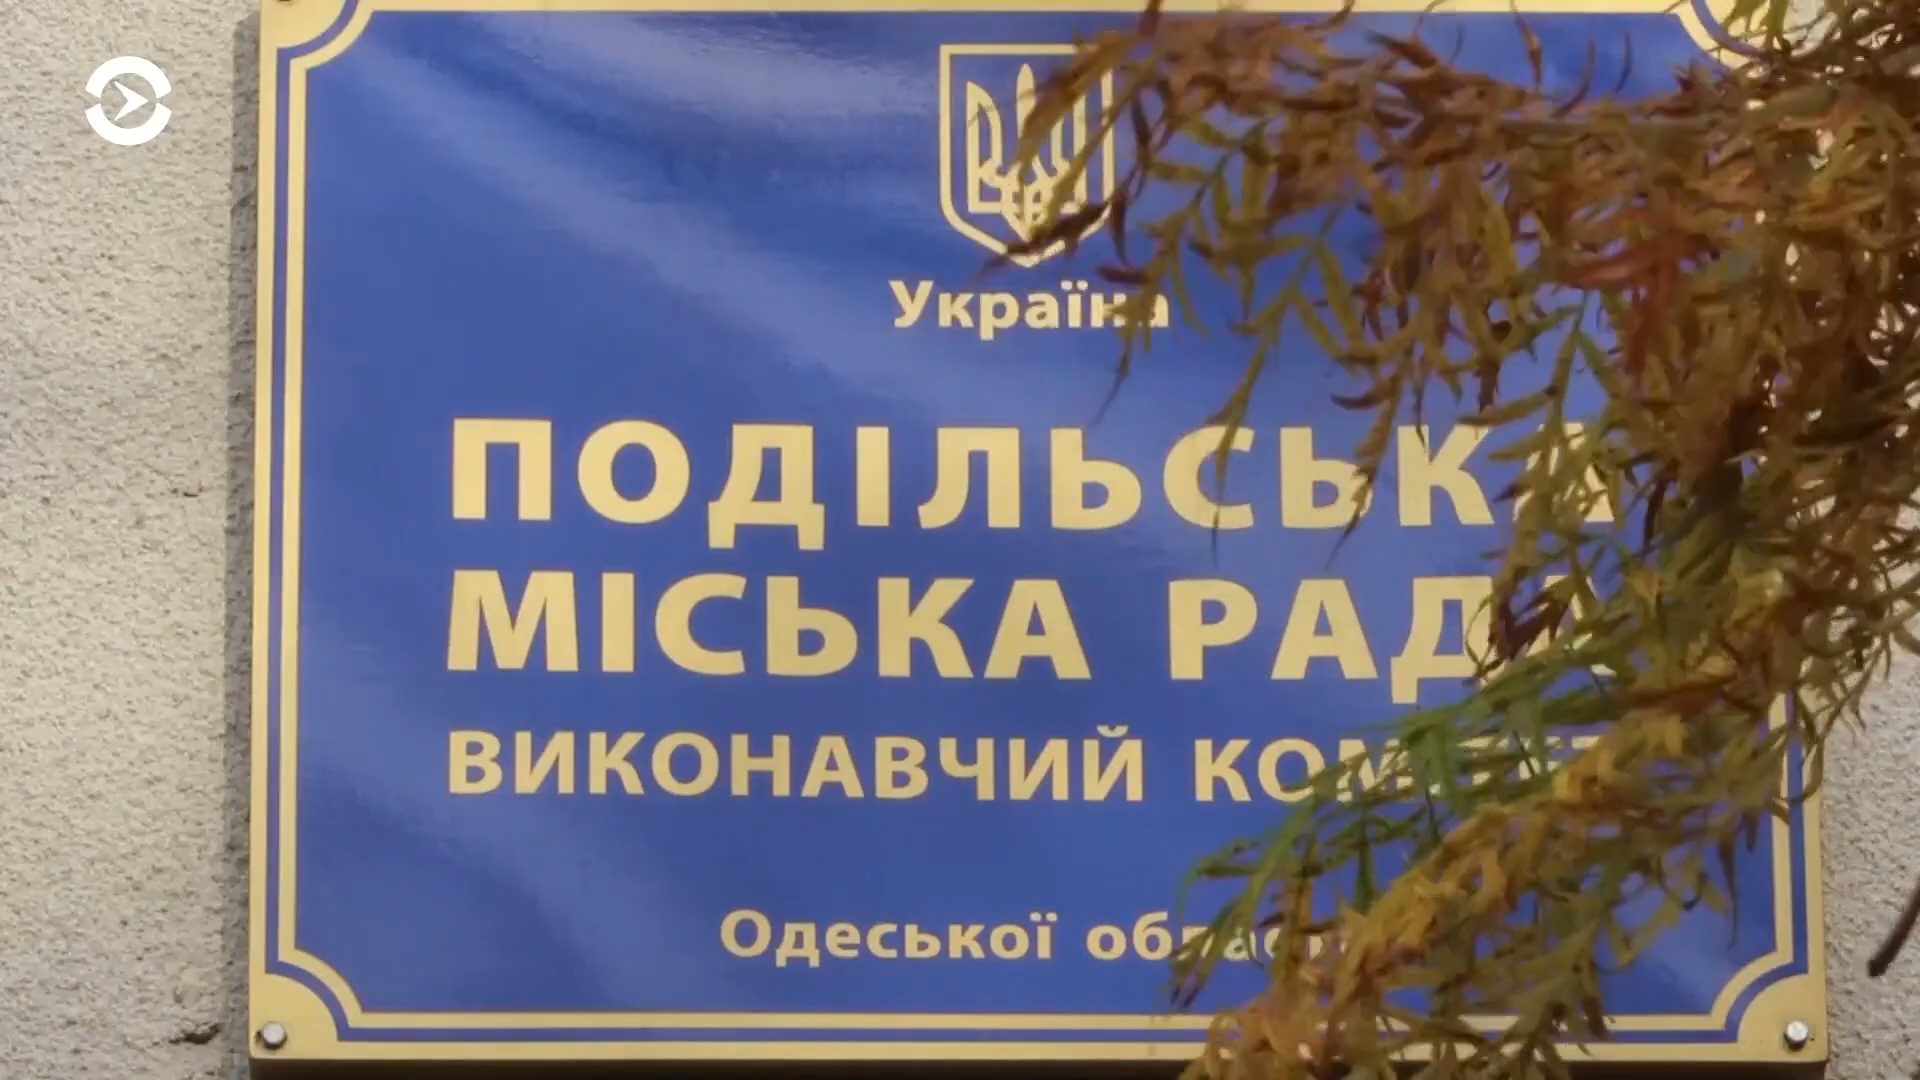 Україна
ПОДІЛЬСЬКА
МІСЬКА РАДА
ВИКОНАВЧИЙ КОМІТЕТ
Одеської області